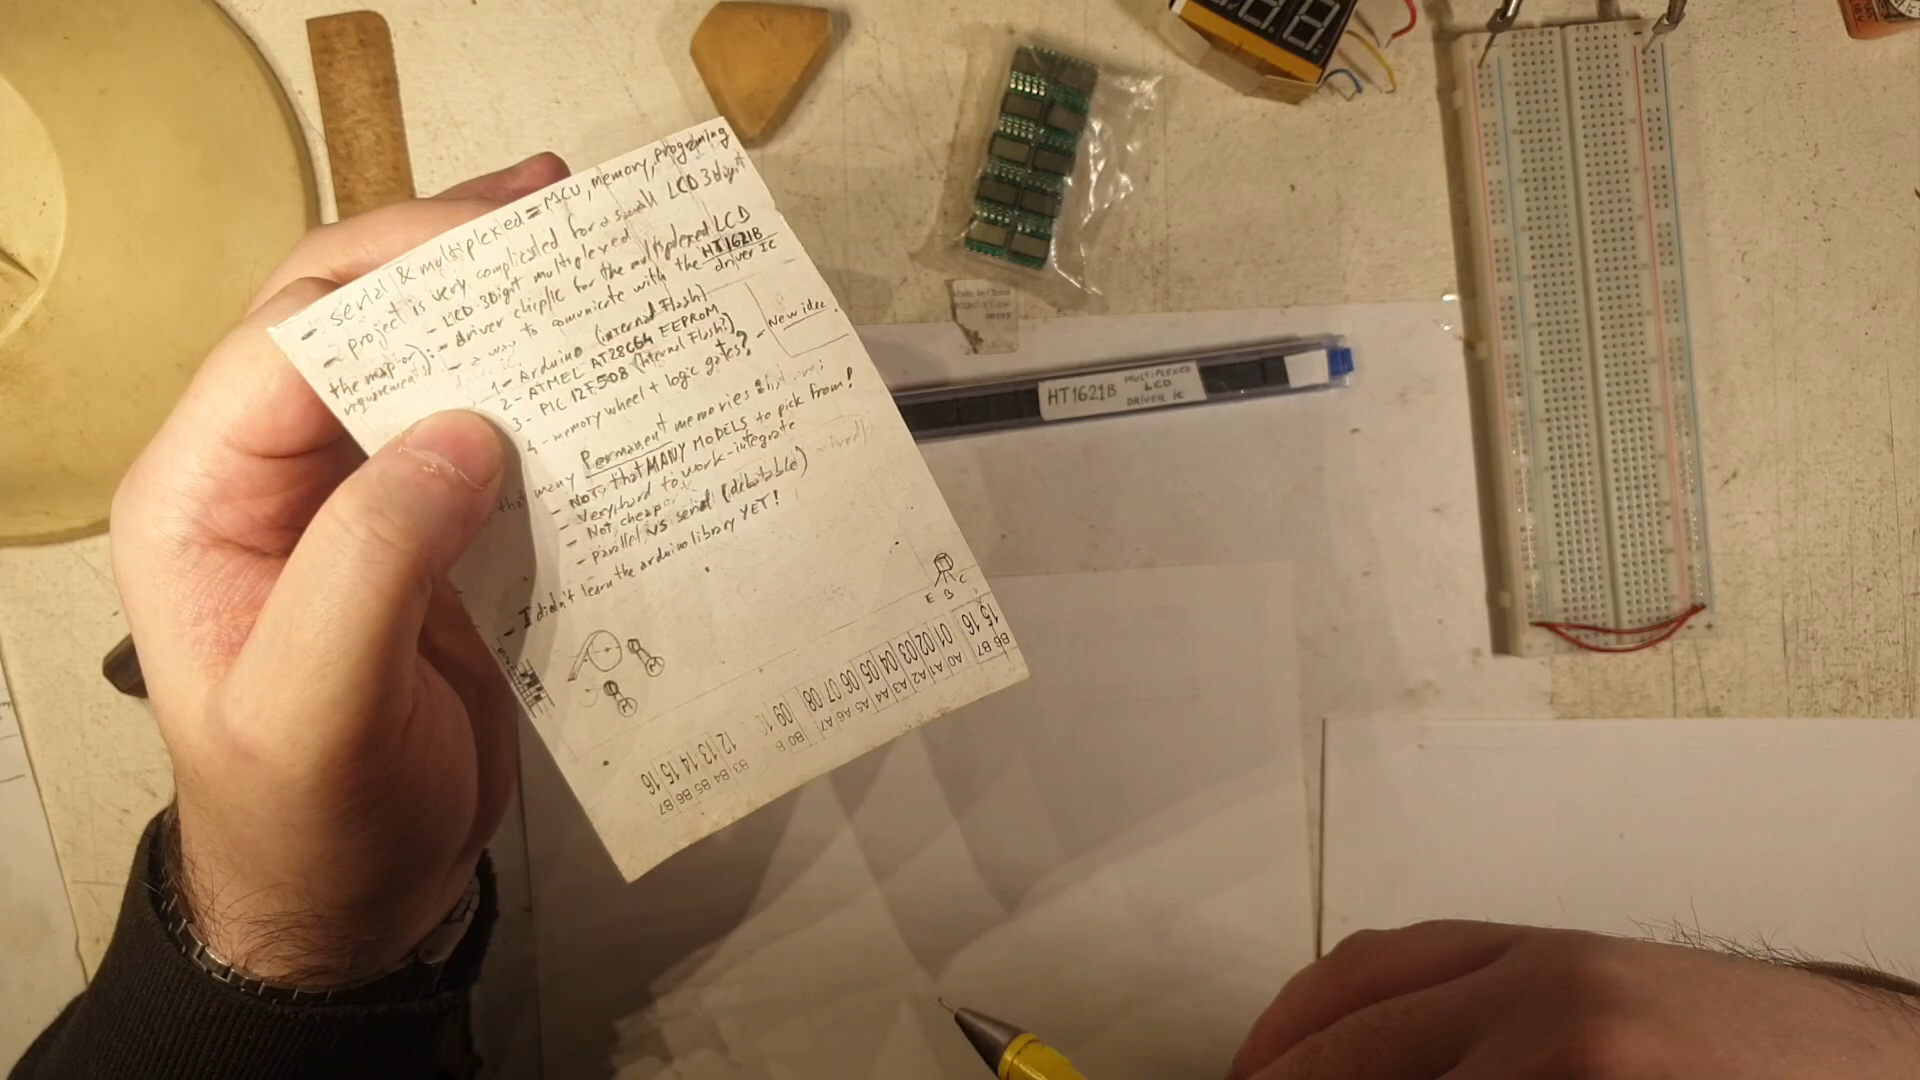 - serial & multiplexed = MCU, memory, programing
- project is very complicated for a small LCD 3digit
the map (or requirements):
- LCD 3Digit multiplexed
- driver chip/IC for the multiplexed LCD
- a way to comunicate with the HT1621B driver IC
1- Arduino (internal Flash)
2- ATMEL AT28C64 EEPROM
3- PIC 12F508 (internal Flash?)
4- memory wheel + logic gates? - New idea
that many Permanent memories
- NOT, that MANY MODELS to pick from!
- Very hard to work-integrate
- Not cheap
- parallel vs serial (debatable)
- I didn't learn the arduino library YET!
E B C
15 16
B6 B7
01 02 03 04 05 06 07 08
A0 A1 A2 A3 A4 A5 A6 A7
09
B0
12 13 14 15 16
B3 B4 B5 B6 B7
HT1621B MULTIPLEXED
LCD
DRIVER IC